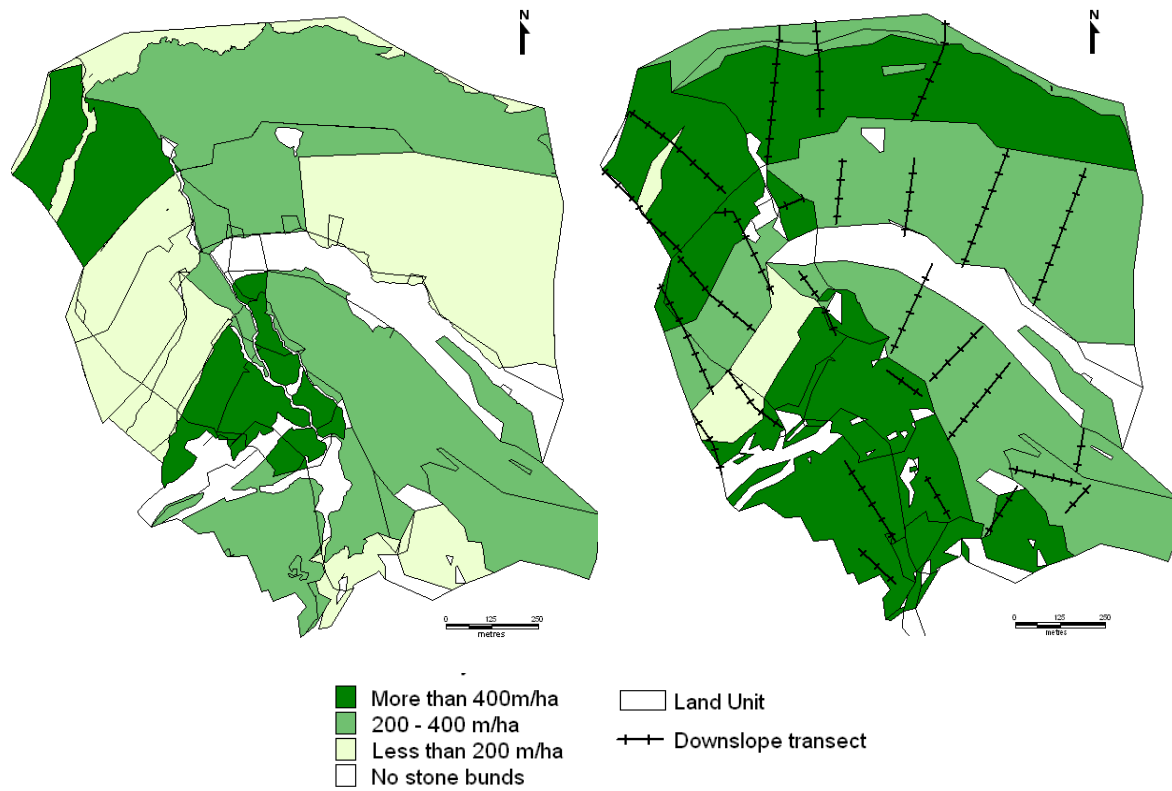 N
N
0 125 250
metres
0 125 250
metres
More than 400m/ha
200 - 400 m/ha
Less than 200 m/ha
No stone bunds
Land Unit
Downslope transect